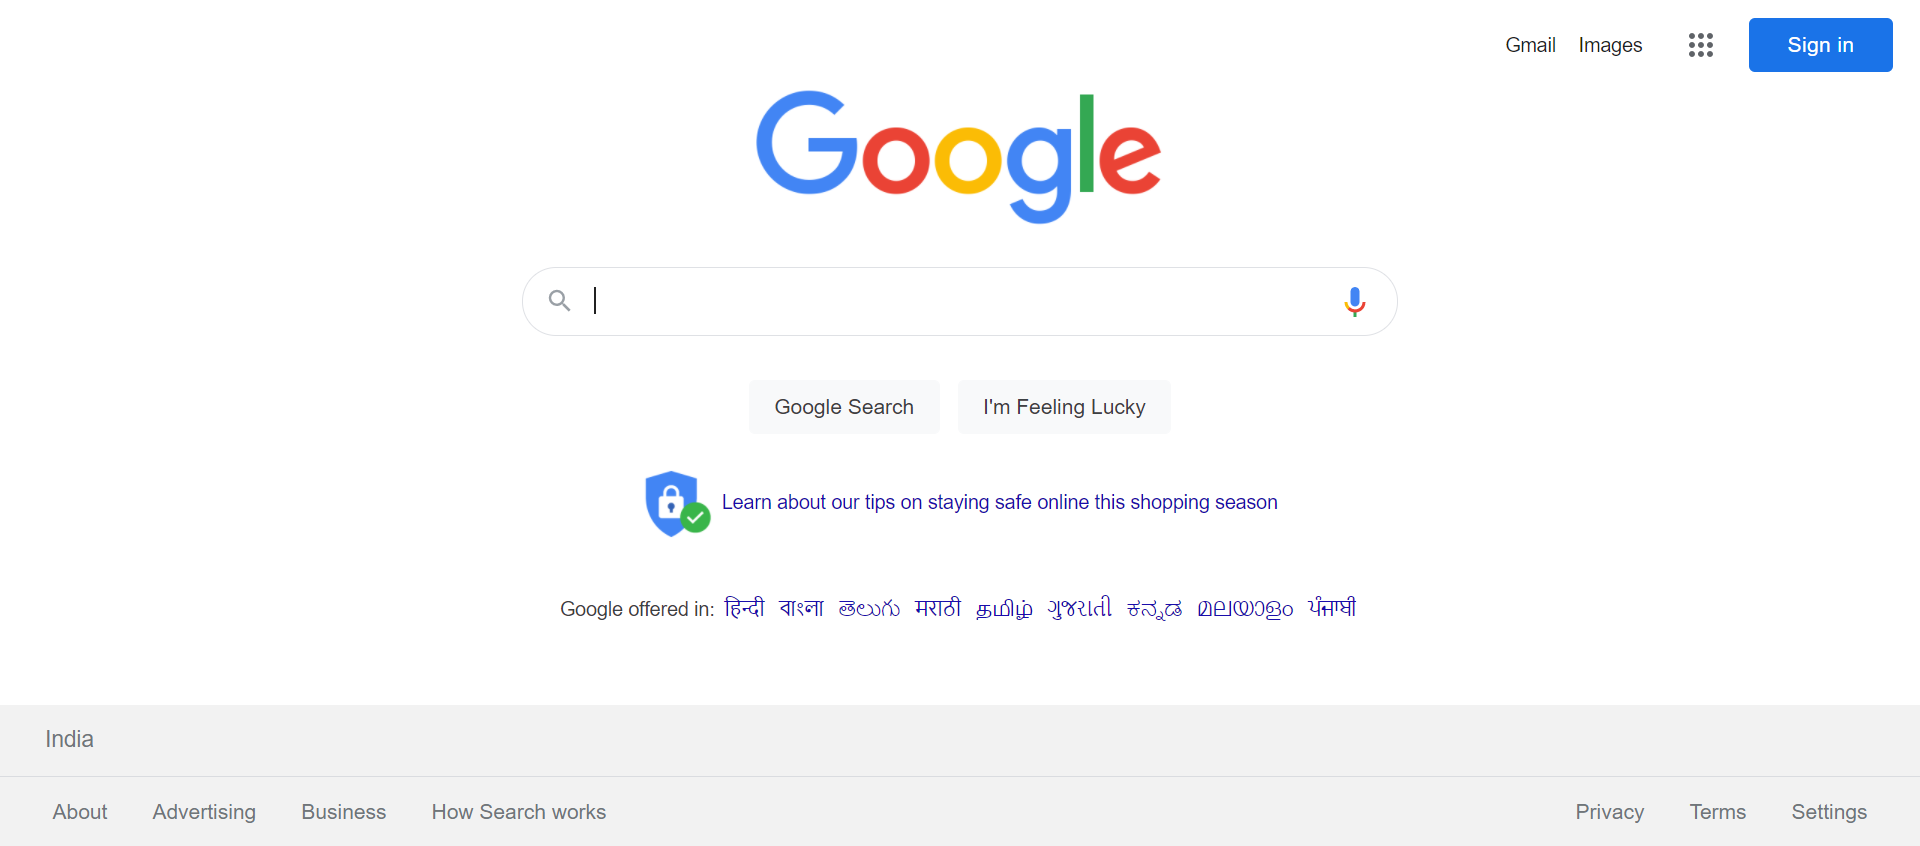 Gmail Images Sign in
Google
Google Search I'm Feeling Lucky
Learn about our tips on staying safe online this shopping season
Google offered in: हिन्दी বাংলা తెలుగు मराठी தமிழ் ગુજરાતી ಕನ್ನಡ മലയാളം ਪੰਜਾਬੀ
India
About Advertising Business How Search works Privacy Terms Settings